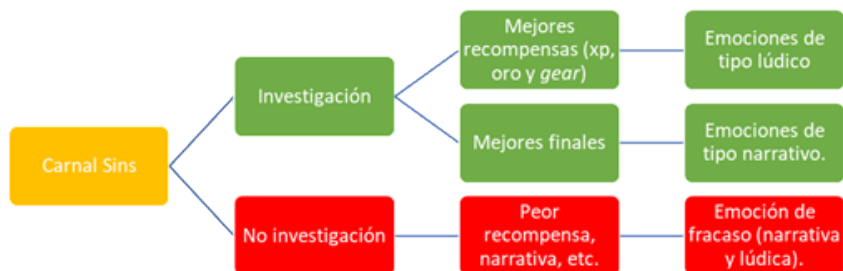 Carnal Sins
Investigación
Mejores
recompensas (xp,
oro y gear)
Emociones de
tipo lúdico
Mejores finales
Emociones de
tipo narrativo.
No investigación
Peor
recompensa,
narrativa, etc.
Emoción de
fracaso (narrativa
y lúdica).